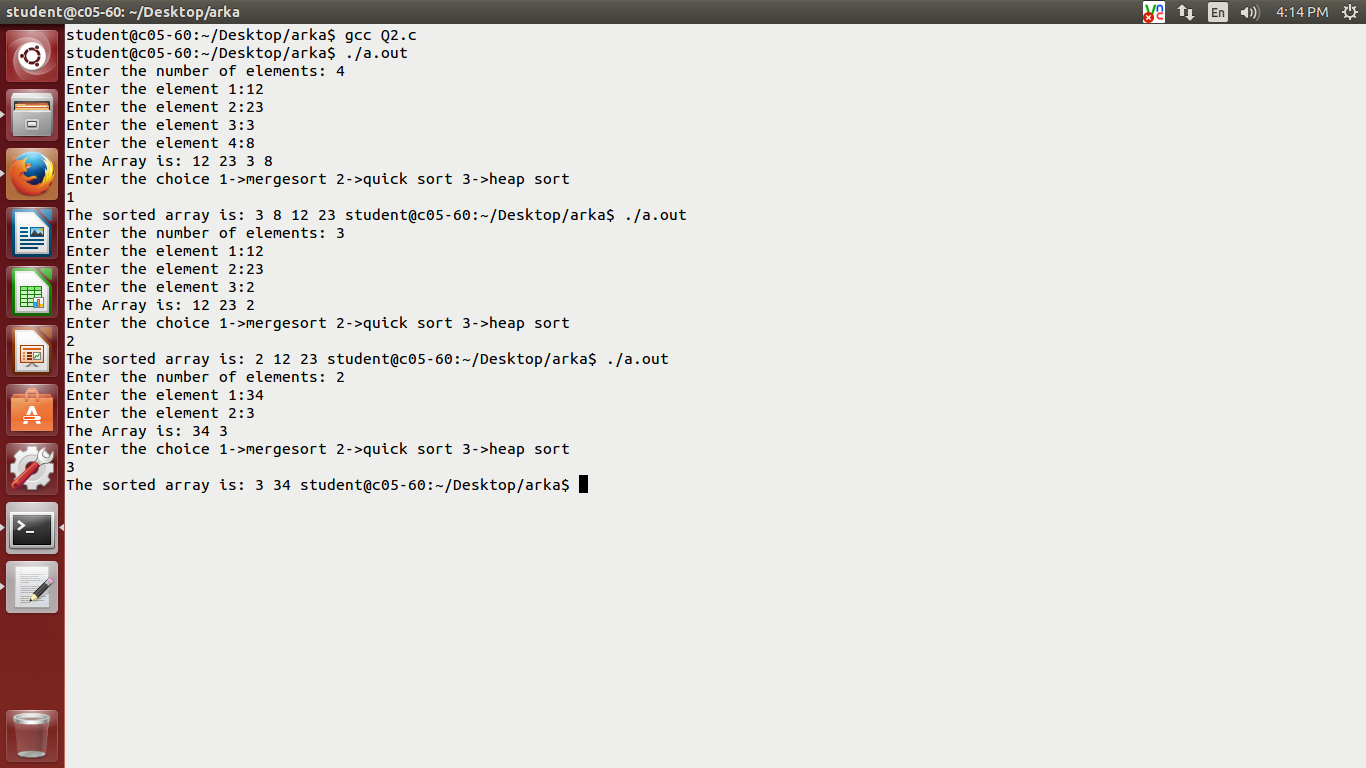 student@c05-60: ~/Desktop/arka
En
4:14 PM
student@c05-60:~/Desktop/arka$ gcc Q2.c
student@c05-60:~/Desktop/arka$ ./a.out
Enter the number of elements: 4
Enter the element 1:12
Enter the element 2:23
Enter the element 3:3
Enter the element 4:8
The Array is: 12 23 3 8
Enter the choice 1->mergesort 2->quick sort 3->heap sort
1
The sorted array is: 3 8 12 23 student@c05-60:~/Desktop/arka$ ./a.out
Enter the number of elements: 3
Enter the element 1:12
Enter the element 2:23
Enter the element 3:2
The Array is: 12 23 2
Enter the choice 1->mergesort 2->quick sort 3->heap sort
2
The sorted array is: 2 12 23 student@c05-60:~/Desktop/arka$ ./a.out
Enter the number of elements: 2
Enter the element 1:34
Enter the element 2:3
The Array is: 34 3
Enter the choice 1->mergesort 2->quick sort 3->heap sort
3
The sorted array is: 3 34 student@c05-60:~/Desktop/arka$